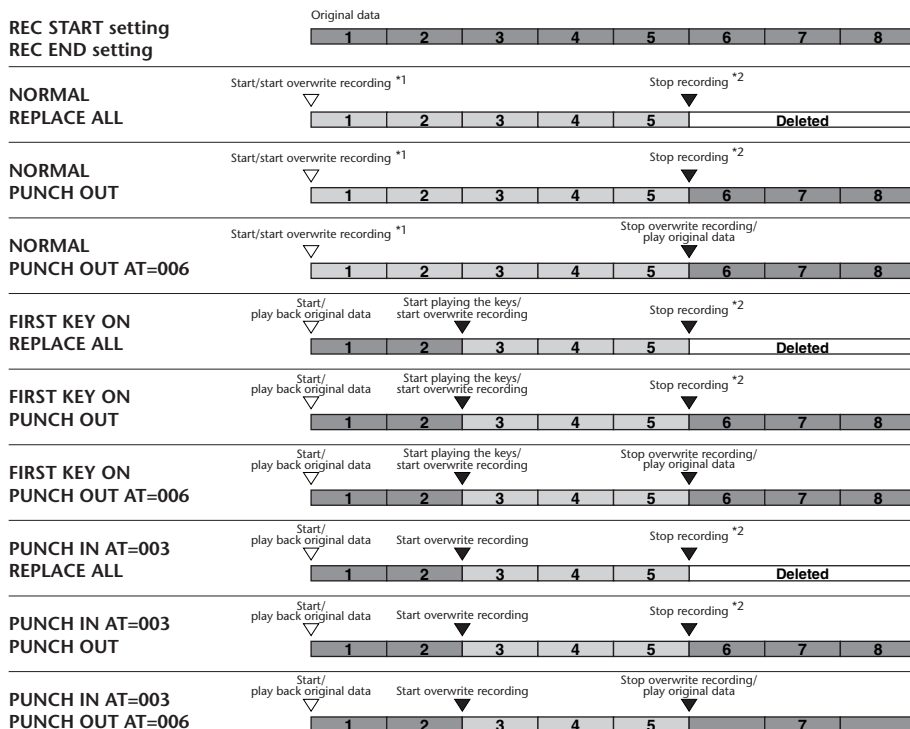 Original data
REC START setting
REC END setting
1 2 3 4 5 6 7 8
Start/start overwrite recording *1
Stop recording *2
NORMAL
REPLACE ALL
1 2 3 4 5 Deleted
Start/start overwrite recording *1
Stop recording *2
NORMAL
PUNCH OUT
1 2 3 4 5 6 7 8
Start/start overwrite recording *1
Stop overwrite recording/
play original data
NORMAL
PUNCH OUT AT=006
1 2 3 4 5 6 7 8
Start/
play back original data
Start playing the keys/
start overwrite recording
Stop recording *2
FIRST KEY ON
REPLACE ALL
1 2 3 4 5 Deleted
Start/
play back original data
Start playing the keys/
start overwrite recording
Stop recording *2
FIRST KEY ON
PUNCH OUT
1 2 3 4 5 6 7 8
Start/
play back original data
Start playing the keys/
start overwrite recording
Stop overwrite recording/
play original data
FIRST KEY ON
PUNCH OUT AT=006
1 2 3 4 5 6 7 8
Start/
play back original data
Start overwrite recording
Stop recording *2
PUNCH IN AT=003
REPLACE ALL
1 2 3 4 5 Deleted
Start/
play back original data
Start overwrite recording
Stop recording *2
PUNCH IN AT=003
PUNCH OUT
1 2 3 4 5 6 7 8
Start/
play back original data
Start overwrite recording
Stop overwrite recording/
play original data
PUNCH IN AT=003
PUNCH OUT AT=006
1 2 3 4 5 7